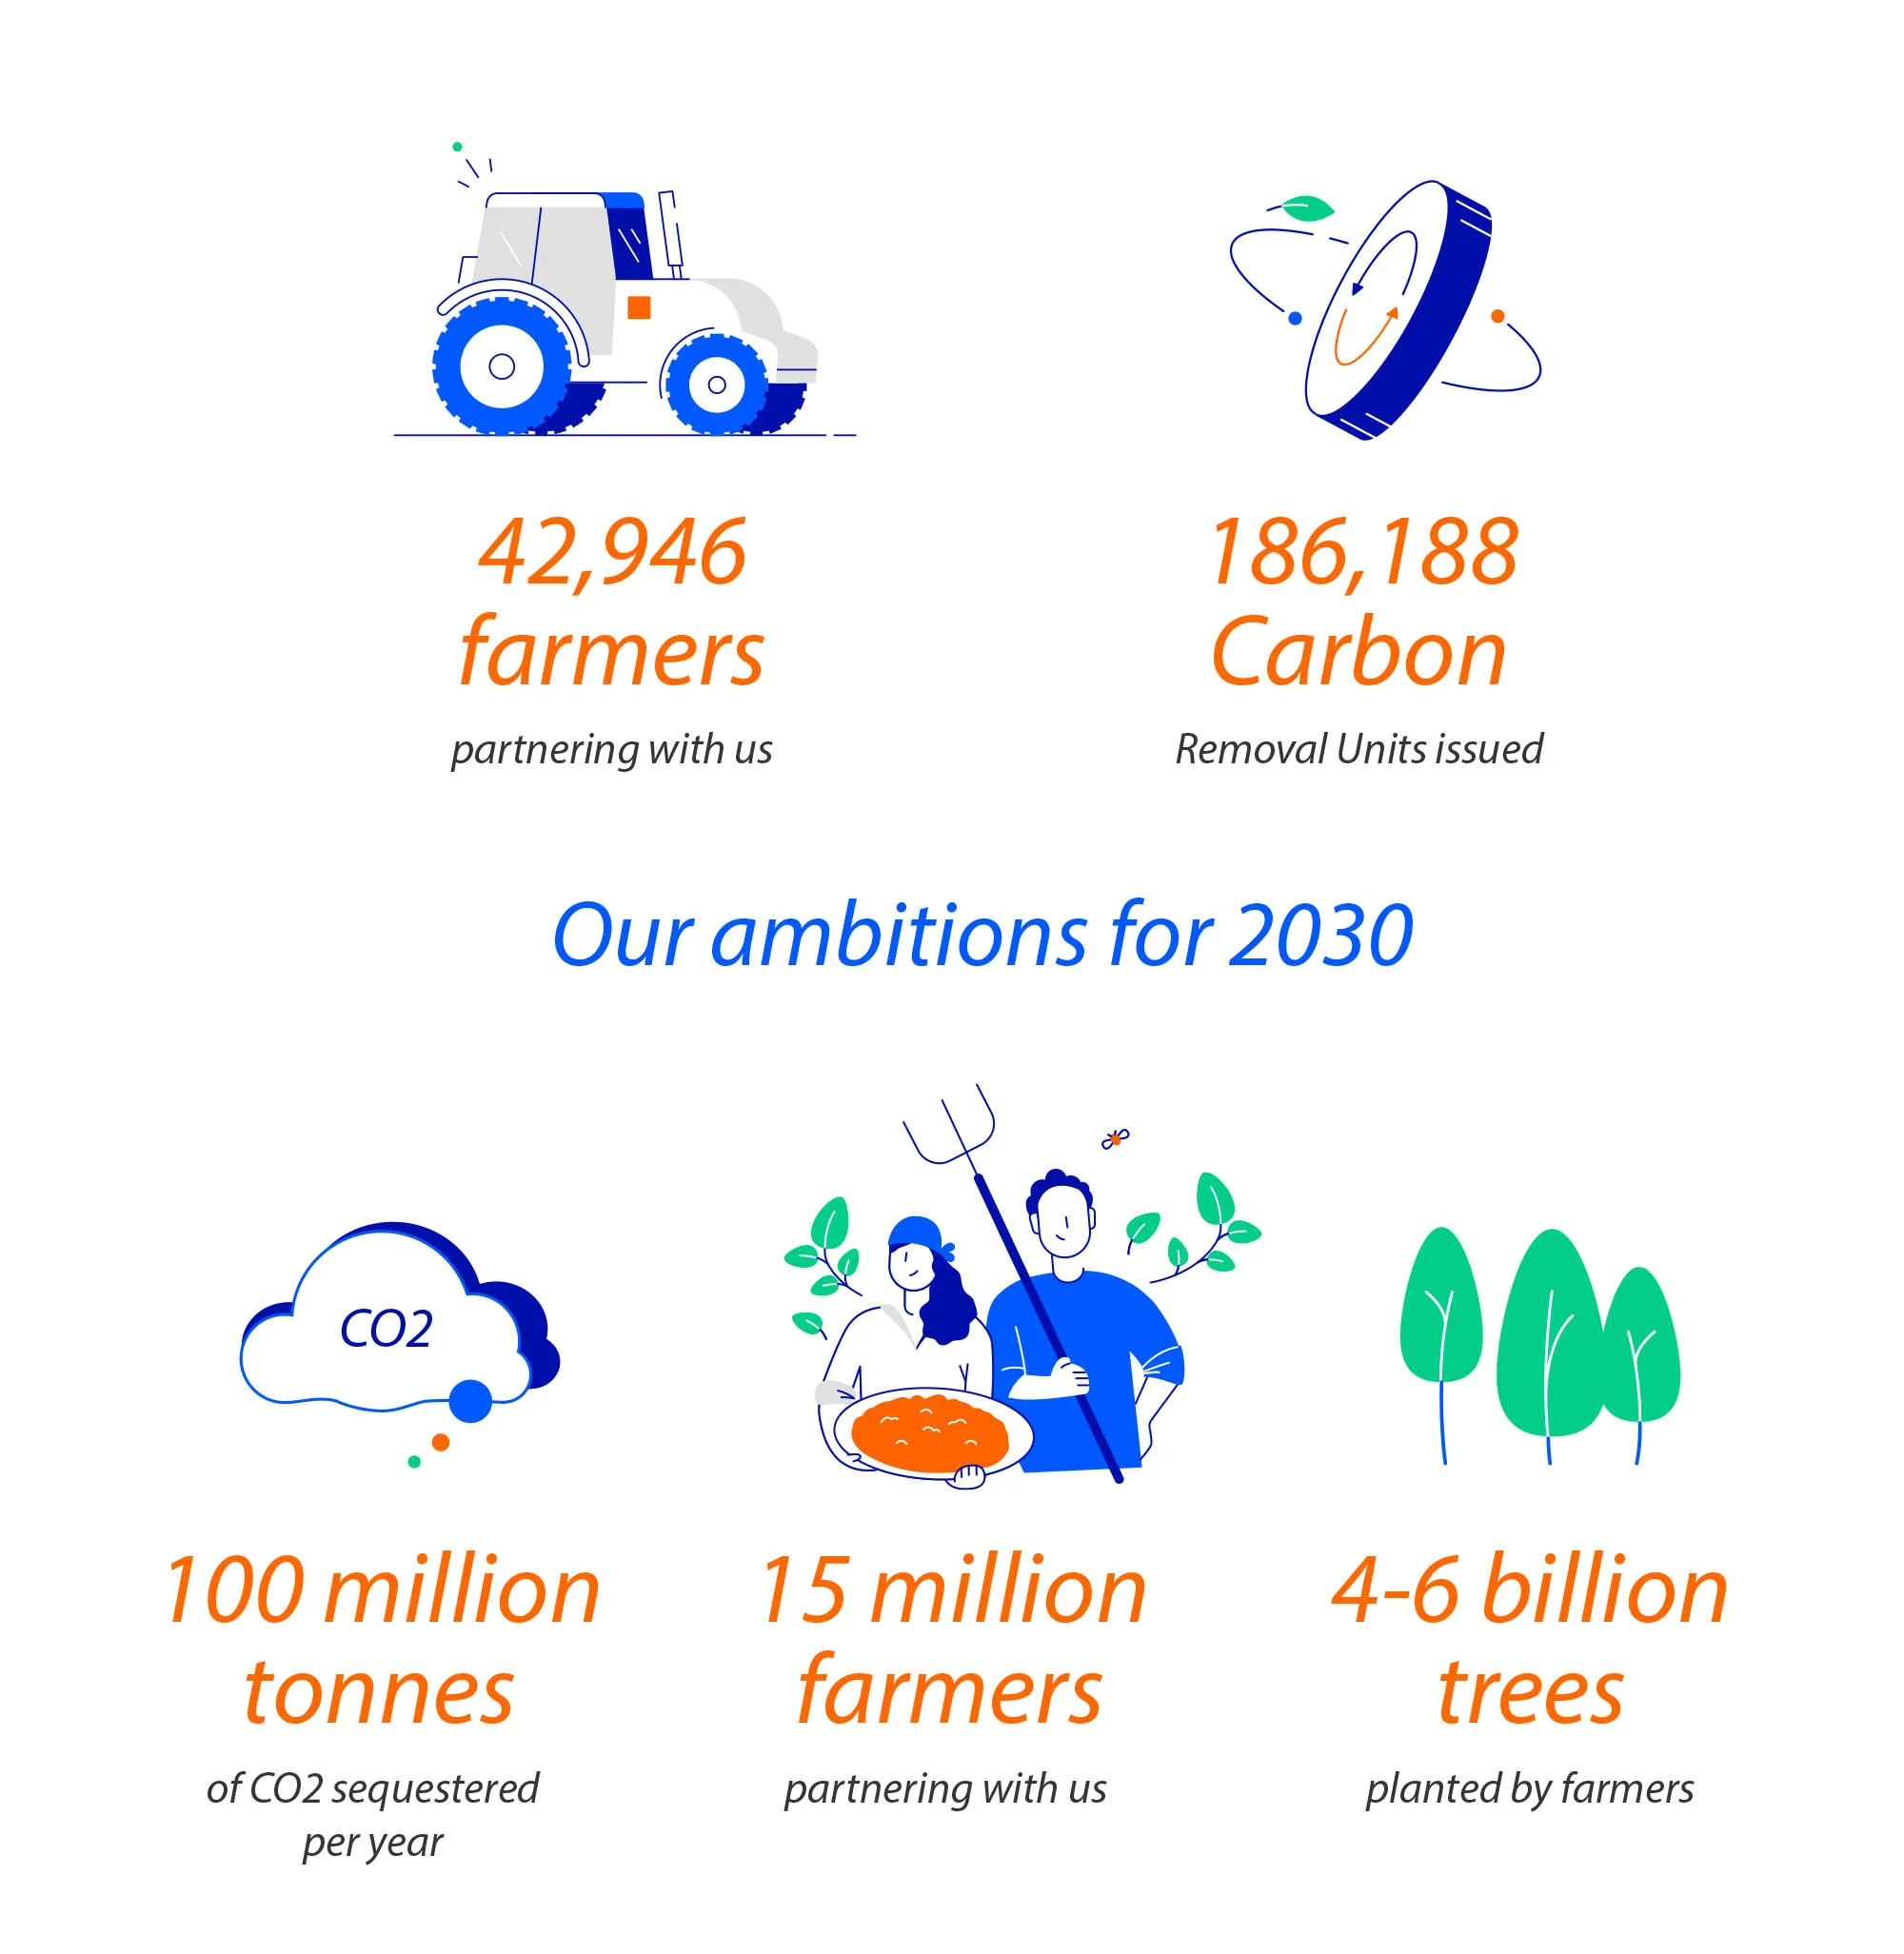 42,946
farmers
partnering with us
186,188
Carbon
Removal Units issued
Our ambitions for 2030
CO2
100 million
tonnes
of CO2 sequestered
per year
15 million
farmers
partnering with us
4-6 billion
trees
planted by farmers